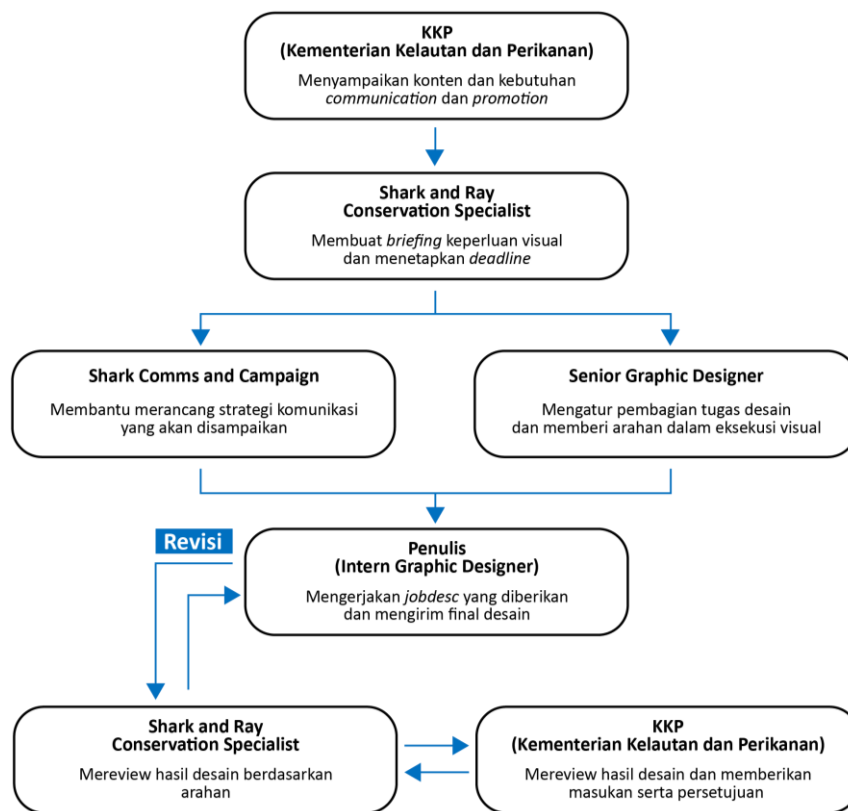 KKP
(Kementerian Kelautan dan Perikanan)
Menyampaikan konten dan kebutuhan
communication dan promotion
Shark and Ray
Conservation Specialist
Membuat briefing keperluan visual
dan menetapkan deadline
Shark Comms and Campaign
Membantu merancang strategi komunikasi
yang akan disampaikan
Senior Graphic Designer
Mengatur pembagian tugas desain
dan memberi arahan dalam eksekusi visual
Revisi
Penulis
(Intern Graphic Designer)
Mengerjakan jobdesc yang diberikan
dan mengirim final desain
Shark and Ray
Conservation Specialist
Mereview hasil desain berdasarkan
arahan
KKP
(Kementerian Kelautan dan Perikanan)
Mereview hasil desain dan memberikan
masukan serta persetujuan